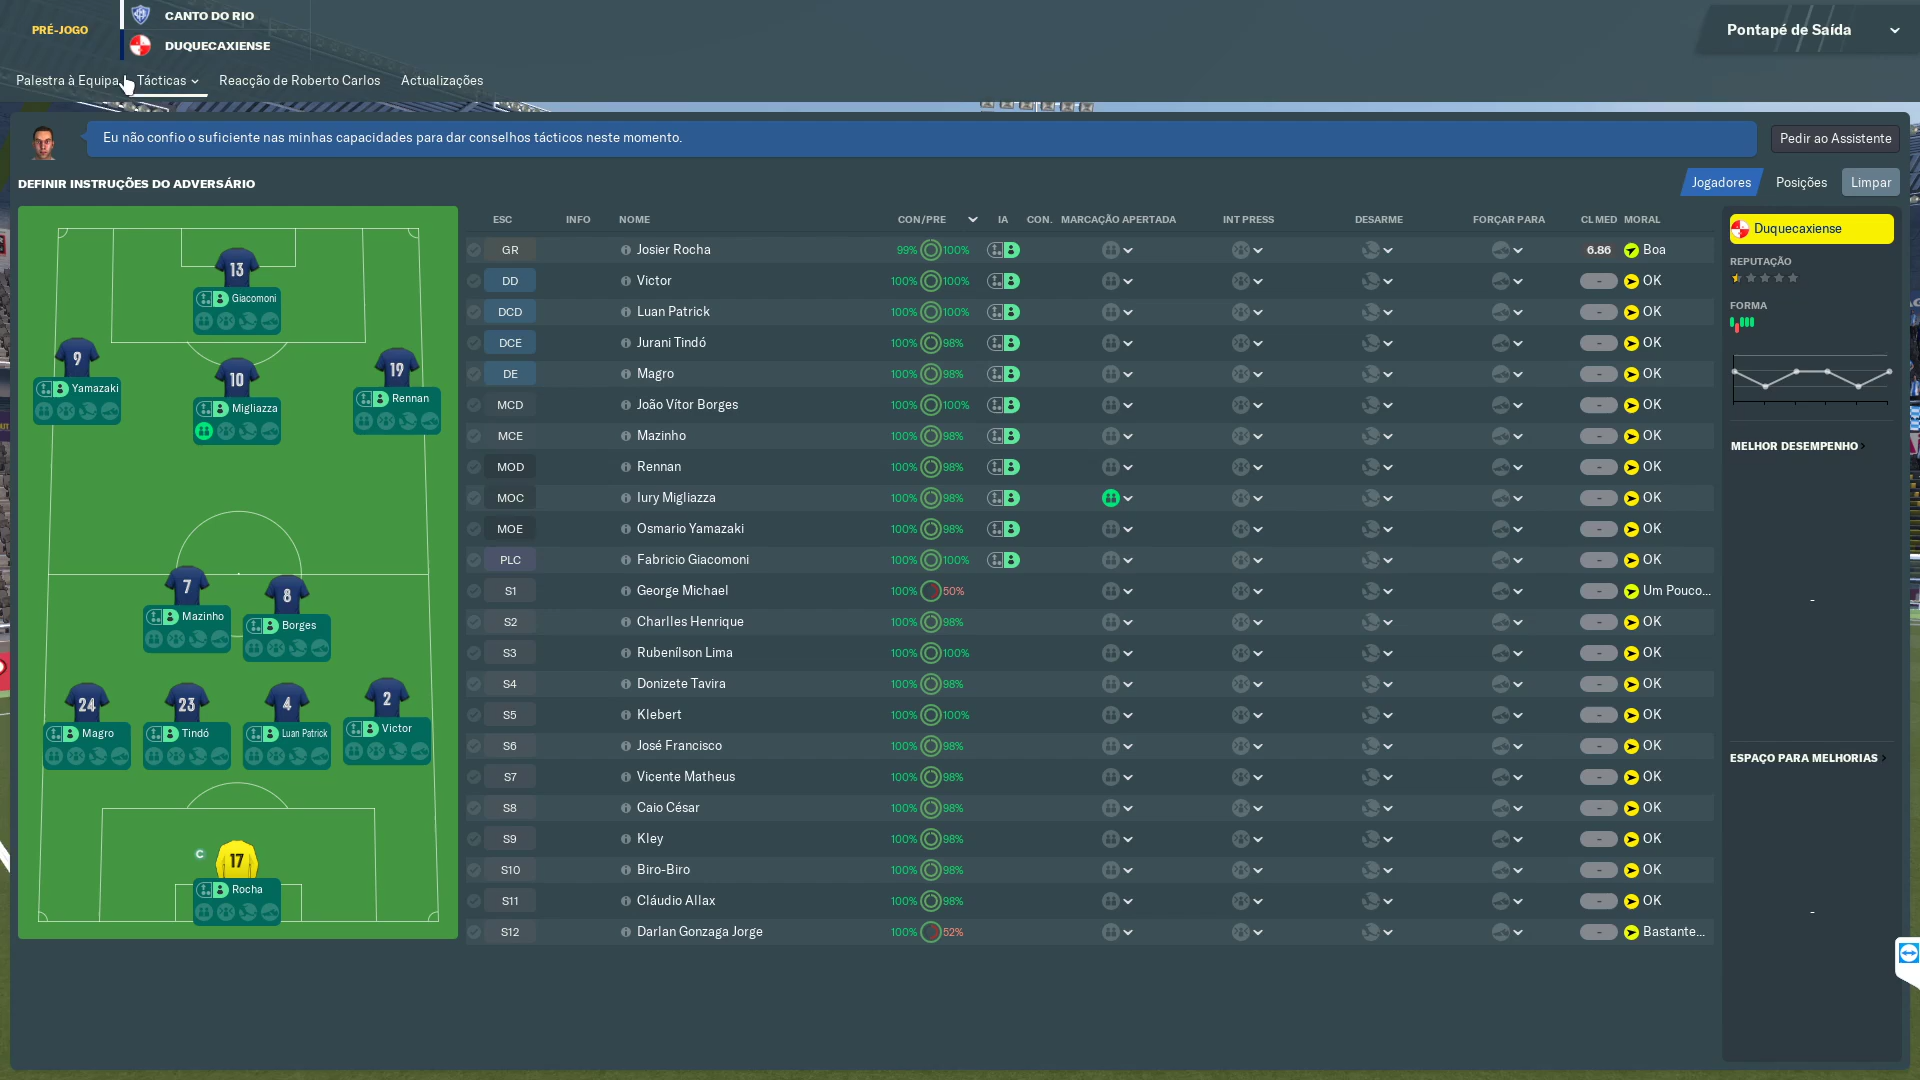 PRÉ-JOGO
CANTO DO RIO
DUQUECAXIENSE
Pontapé de Saída
Palestra à Equipa Tácticas Reacção de Roberto Carlos Actualizações
Eu não confio o suficiente nas minhas capacidades para dar conselhos tácticos neste momento.
Pedir ao Assistente
DEFINIR INSTRUÇÕES DO ADVERSÁRIO
Jogadores Posições Limpar
13
Giacomoni
9
Yamazaki
10
Migliazza
19
Rennan
7
Mazinho
8
Borges
24
Magro
23
Tindó
4
Luan Patrick
2
Victor
C
17
Rocha
ESC INFO NOME CON/PRE IA CON. MARCAÇÃO APERTADA INT PRESS DESARME FORÇAR PARA CL MED MORAL
GR Josier Rocha 99% 100% 6.86 Boa
DD Victor 100% 100% - OK
DCD Luan Patrick 100% 100% - OK
DCE Jurani Tindó 100% 98% - OK
DE Magro 100% 98% - OK
MCD João Vítor Borges 100% 100% - OK
MCE Mazinho 100% 98% - OK
MOD Rennan 100% 98% - OK
MOC Iury Migliazza 100% 98% - OK
MOE Osmario Yamazaki 100% 98% - OK
PLC Fabricio Giacomoni 100% 100% - OK
S1 George Michael 100% 50% - Um Pouco...
S2 Charlles Henrique 100% 98% - OK
S3 Rubenílson Lima 100% 100% - OK
S4 Donizete Tavira 100% 98% - OK
S5 Klebert 100% 100% - OK
S6 José Francisco 100% 98% - OK
S7 Vicente Matheus 100% 98% - OK
S8 Caio César 100% 98% - OK
S9 Kley 100% 98% - OK
S10 Biro-Biro 100% 98% - OK
S11 Cláudio Allax 100% 98% - OK
S12 Darlan Gonzaga Jorge 100% 52% - Bastante...
Duquecaxiense
REPUTAÇÃO
FORMA
MELHOR DESEMPENHO
-
ESPAÇO PARA MELHORIAS
-